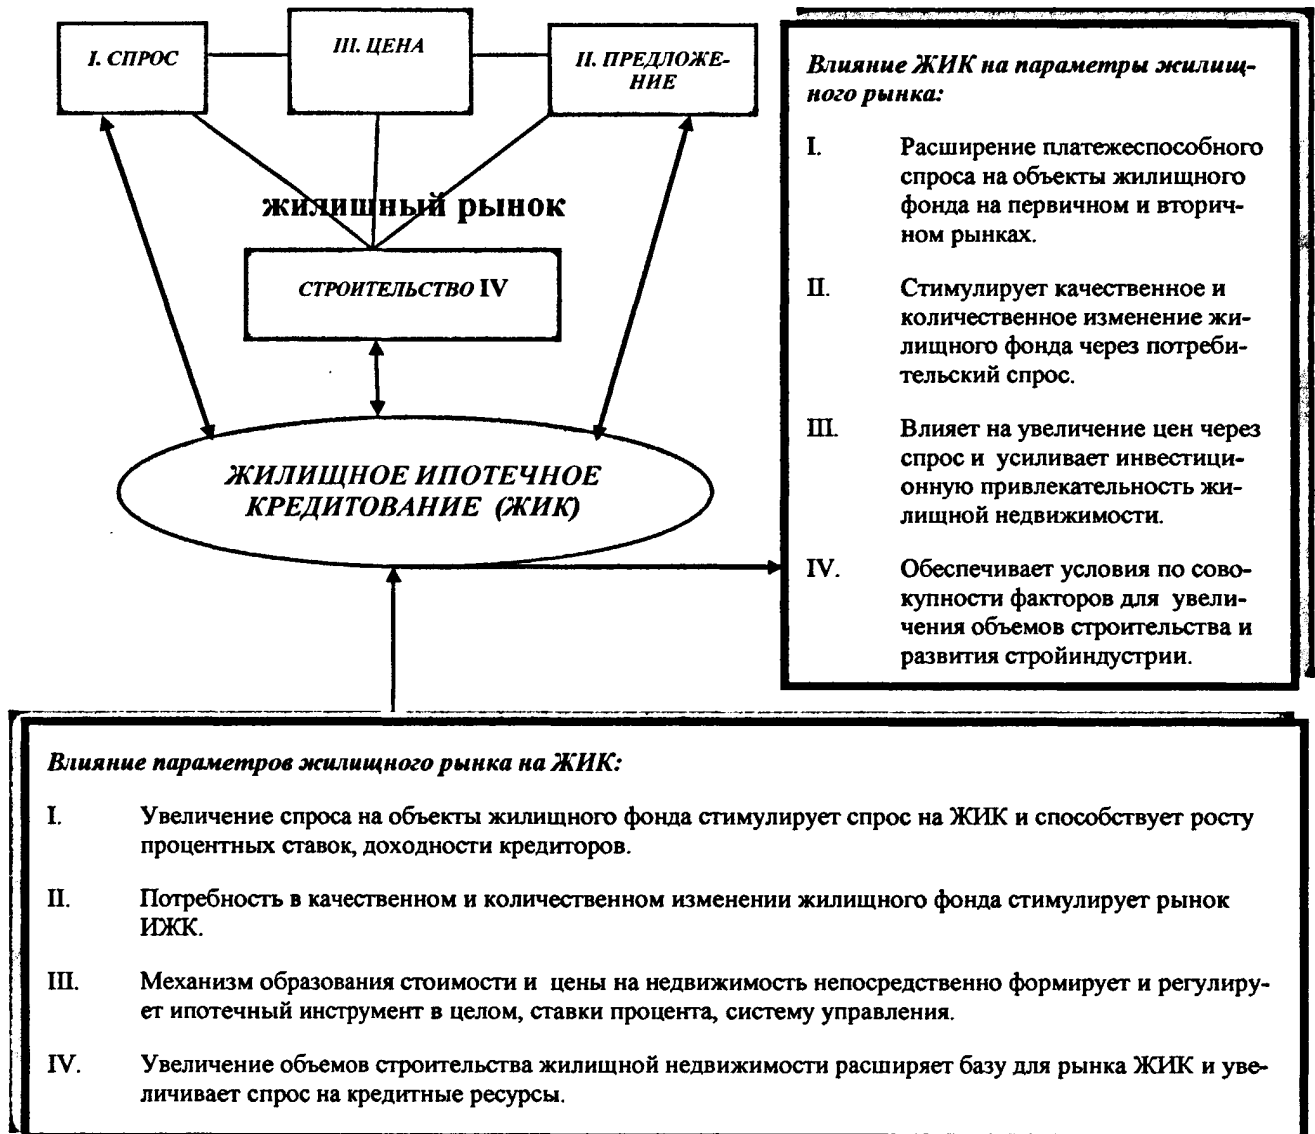 I. СПРОС
III. ЦЕНА
II. ПРЕДЛОЖЕ-
НИЕ
жилишный рынок
СТРОИТЕЛЬСТВО IV
ЖИЛИЩНОЕ ИПОТЕЧНОЕ
КРЕДИТОВАНИЕ (ЖИК)
Влияние ЖИК на параметры жилищ-
ного рынка:
I. Расширение платежеспособного
спроса на объекты жилищного
фонда на первичном и вторич-
ном рынках.
II. Стимулирует качественное и
количественное изменение жи-
лищного фонда через потреби-
тельский спрос.
III. Влияет на увеличение цен через
спрос и усиливает инвестици-
онную привлекательность жи-
лищной недвижимости.
IV. Обеспечивает условия по сово-
купности факторов для увели-
чения объемов строительства и
развития стройиндустрии.
Влияние параметров жилищного рынка на ЖИК:
I. Увеличение спроса на объекты жилищного фонда стимулирует спрос на ЖИК и способствует росту
процентных ставок, доходности кредиторов.
II. Потребность в качественном и количественном изменении жилищного фонда стимулирует рынок
ИЖК.
III. Механизм образования стоимости и цены на недвижимость непосредственно формирует и регулиру-
ет ипотечный инструмент в целом, ставки процента, систему управления.
IV. Увеличение объемов строительства жилищной недвижимости расширяет базу для рынка ЖИК и уве-
личивает спрос на кредитные ресурсы.